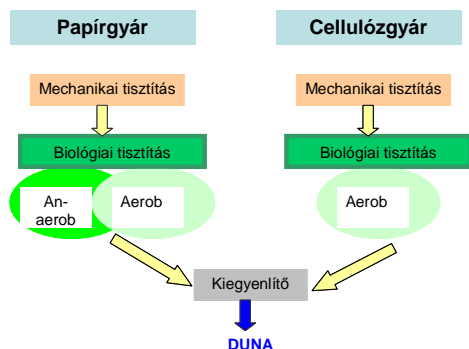 Papírgyár
Cellulózgyár
Mechanikai tisztítás
Mechanikai tisztítás
Biológiai tisztítás
Biológiai tisztítás
An-
aerob
Aerob
Aerob
Kiegyenlítő
DUNA